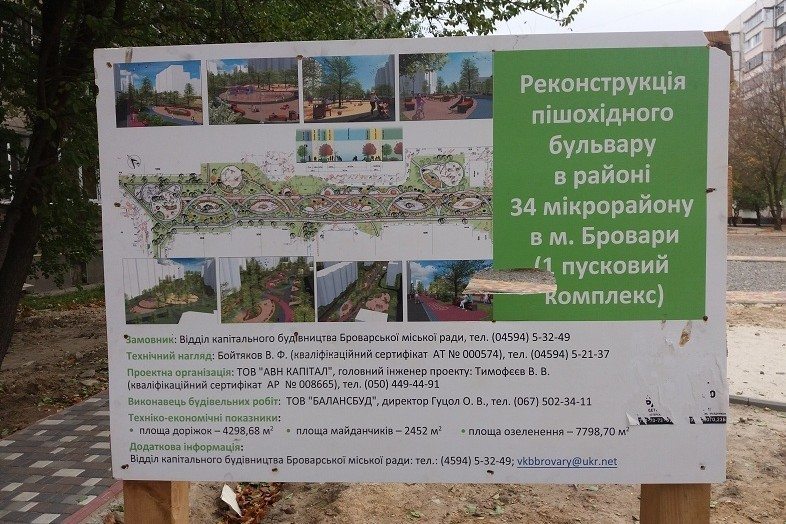 Реконструкція
пішохідного
бульвару
в районі
34 мікрорайону
в м. Бровари
(1 пусковий
комплекс)
Замовник: Відділ капітального будівництва Броварської міської ради, тел. (04594) 5-32-49
Технічний нагляд: Бойтяков В. Ф. (кваліфікаційний сертифікат АТ № 000574), тел. (04594) 5-21-37
Проектна організація: ТОВ "АВН КАПІТАЛ", головний інженер проекту: Тимофєєв В. В.
(кваліфікаційний сертифікат АР № 008665), тел. (050) 449-44-91
Виконавець будівельних робіт: ТОВ "БАЛАНСБУД", директор Гуцол О. В., тел. (067) 502-34-11
Техніко-економічні показники:
• площа доріжок – 4298,68 м² • площа майданчиків – 2452 м² • площа озеленення – 7798,70 м²
Додаткова інформація:
Відділ капітального будівництва Броварської міської ради: тел.: (4594) 5-32-49; vkbbrovary@ukr.net